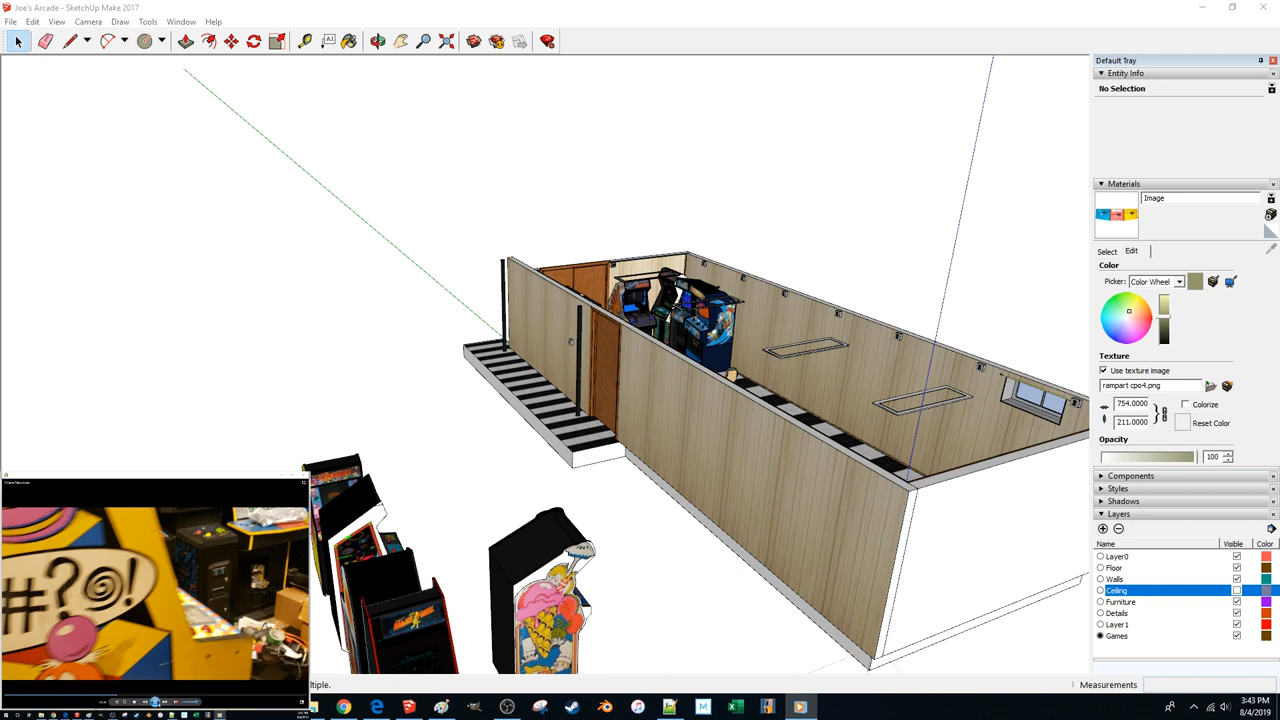 Joe's Arcade - SketchUp Make 2017
File Edit View Camera Draw Tools Window Help
Default Tray
Entity Info
No Selection
Materials
Image
Select Edit
Color
Picker: Color Wheel
Texture
Use texture image
rampart cpo4.png
754.0000
Colorize
211.0000
Reset Color
Opacity
100
Components
Styles
Shadows
Layers
Name Visible Color
Layer0
Floor
Walls
Ceiling
Furniture
Details
Layer1
Games
#?@!
ltiple.
Measurements
3:43 PM
8/4/2019